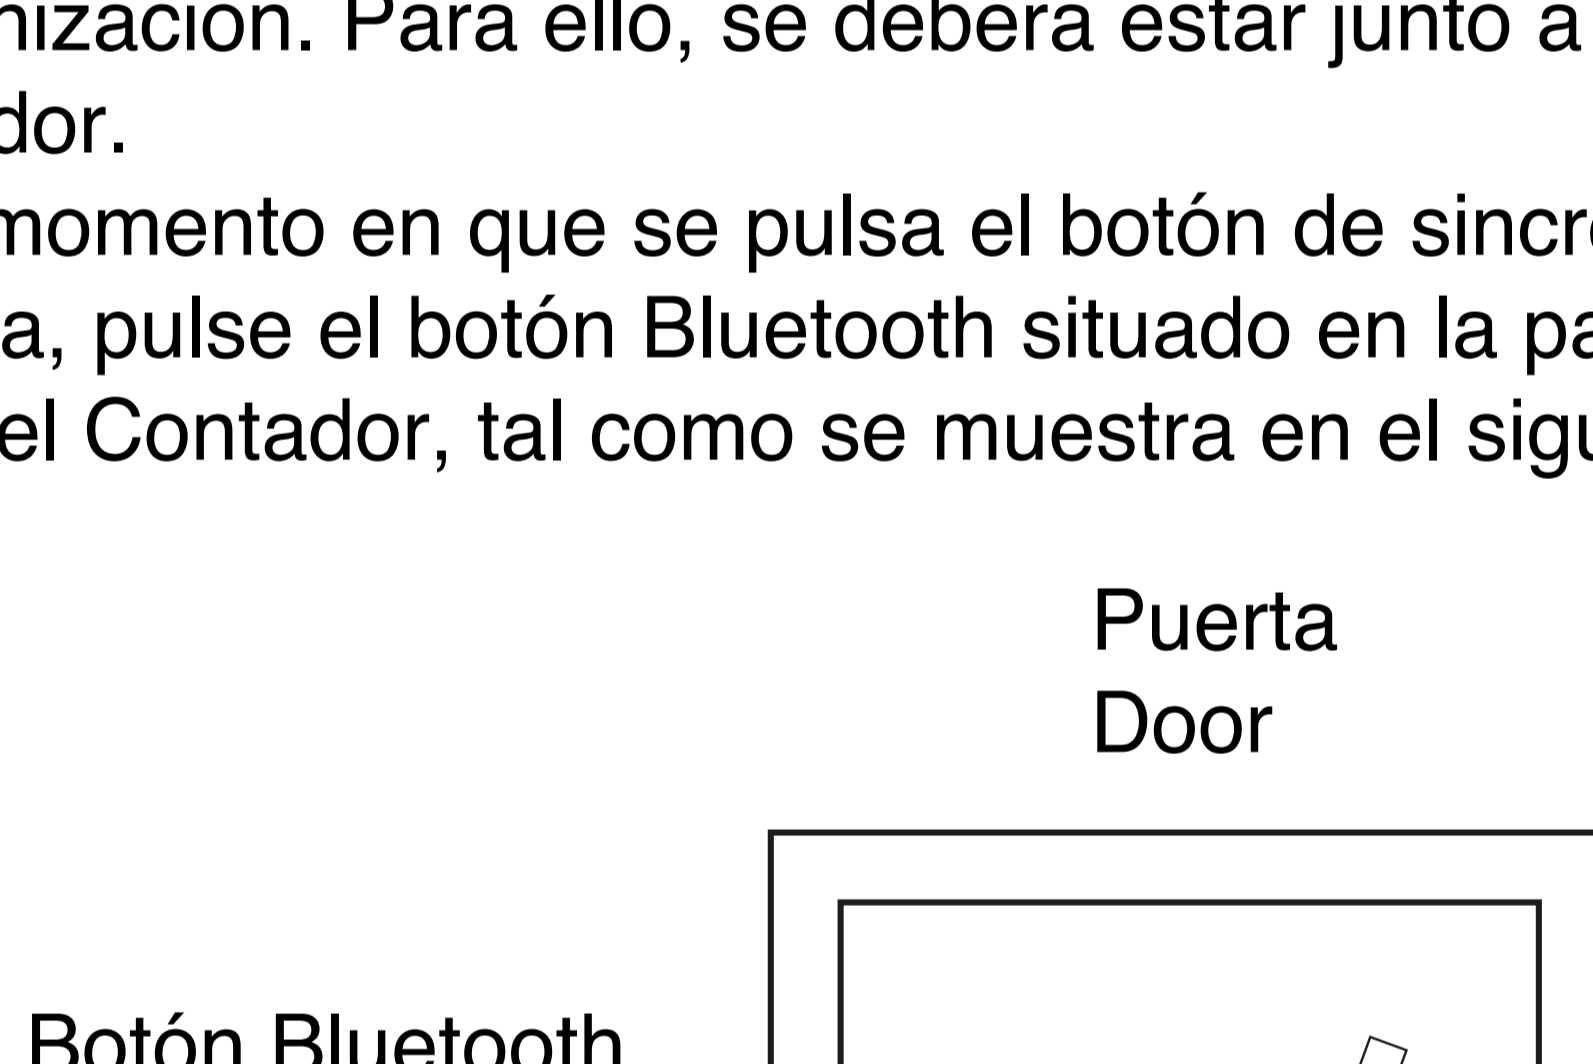 nización. Para ello, se deberá estar junto a
dor.
momento en que se pulsa el botón de sincro
a, pulse el botón Bluetooth situado en la pa
el Contador, tal como se muestra en el sigu
Puerta
Door
Botón Bluetooth